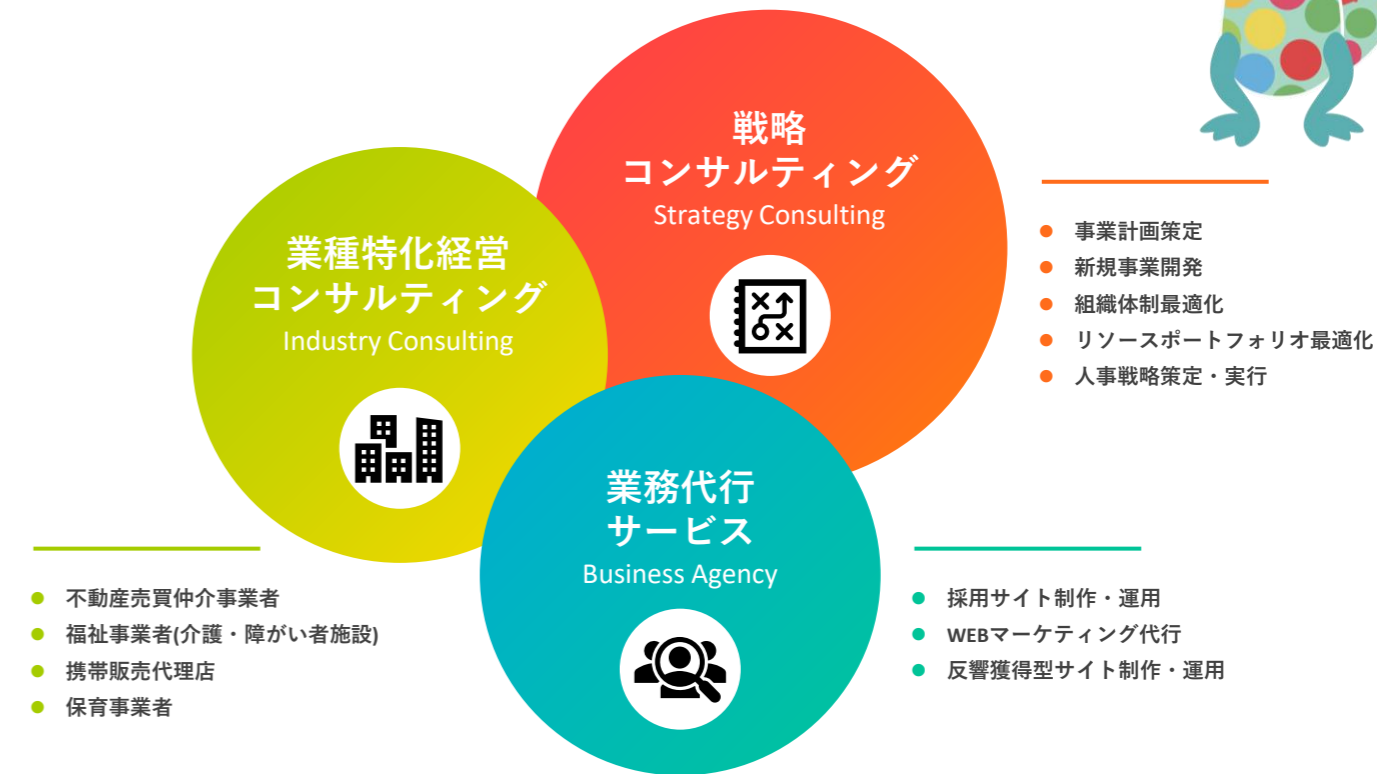 戦略
コンサルティング
Strategy Consulting
事業計画策定
新規事業開発
組織体制最適化
リソースポートフォリオ最適化
人事戦略策定・実行
業種特化経営
コンサルティング
Industry Consulting
不動産売買仲介事業者
福祉事業者(介護・障がい者施設)
携帯販売代理店
保育事業者
業務代行
サービス
Business Agency
採用サイト制作・運用
WEBマーケティング代行
反響獲得型サイト制作・運用